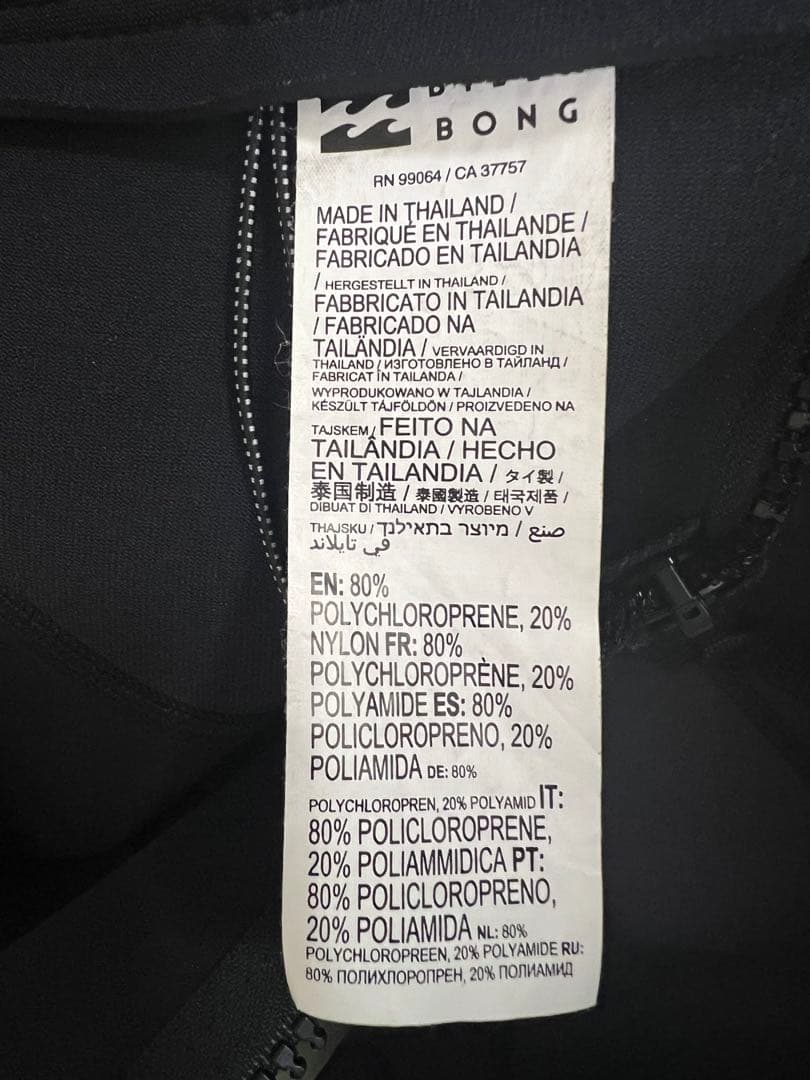 BONG
RN 99064 / CA 37757
MADE IN THAILAND /
FABRIQUÉ EN THAILANDE /
FABRICADO EN TAILANDIA
/ HERGESTELLT IN THAILAND /
FABBRICATO IN TAILANDIA
/ FABRICADO NA
TAILÂNDIA / VERVAARDIGD IN
THAILAND / ИЗГОТОВЛЕНО В ТАЙЛАНД /
FABRICAT ÎN TAILANDA /
WYPRODUKOWANO W TAJLANDIA /
KÉSZÜLT TÁJFÖLDÖN / PROIZVEDENO NA
TAJSKEM / FEITO NA
TAILÂNDIA / HECHO
EN TAILANDIA / タイ製 /
泰国制造 / 泰國製造 / 태국제품 /
DIBUAT DI THAILAND / VYROBENO V
THAJSKU / מיוצר בתאילנד / صنع
في تايلاند
EN: 80%
POLYCHLOROPRENE, 20%
NYLON FR: 80%
POLYCHLOROPRÈNE, 20%
POLYAMIDE ES: 80%
POLICLOROPRENO, 20%
POLIAMIDA DE: 80%
POLYCHLOROPREN, 20% POLYAMID IT:
80% POLICLOROPRENE,
20% POLIAMMIDICA PT:
80% POLICLOROPRENO,
20% POLIAMIDA NL: 80%
POLYCHLOROPREEN, 20% POLYAMIDE RU:
80% ПОЛИХЛОРОПРЕН, 20% ПОЛИАМИД